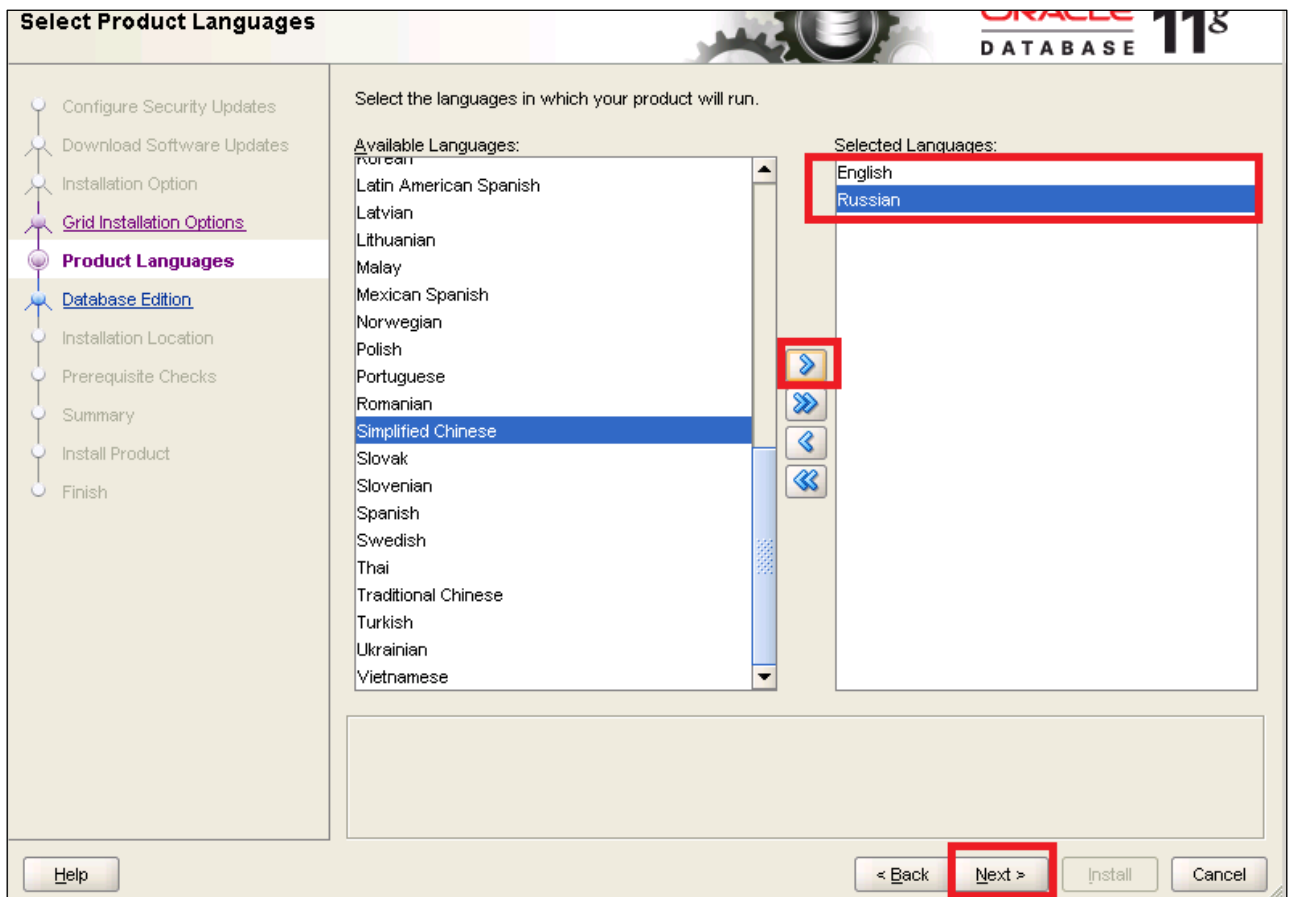 Select Product Languages
ORACLE
DATABASE 11g
Configure Security Updates
Download Software Updates
Installation Option
Grid Installation Options
Product Languages
Database Edition
Installation Location
Prerequisite Checks
Summary
Install Product
Finish
Select the languages in which your product will run.
Available Languages:
Korean
Latin American Spanish
Latvian
Lithuanian
Malay
Mexican Spanish
Norwegian
Polish
Portuguese
Romanian
Simplified Chinese
Slovak
Slovenian
Spanish
Swedish
Thai
Traditional Chinese
Turkish
Ukrainian
Vietnamese
Selected Languages:
English
Russian
Help
< Back
Next >
Install
Cancel